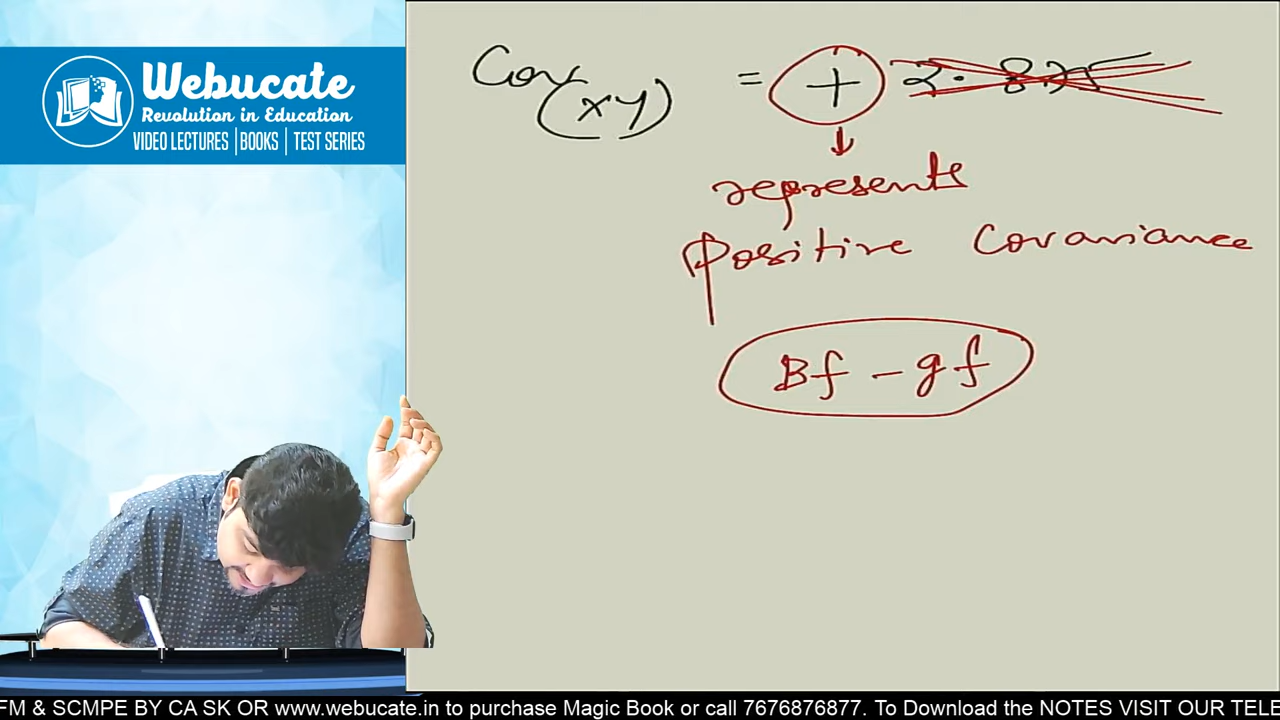 Webucate
Revolution in Education
VIDEO LECTURES | BOOKS | TEST SERIES
Cov(xy) = +
represents
Positive Covariance
Bf - gf
FM & SCMPE BY CA SK OR www.webucate.in to purchase Magic Book or call 7676876877. To Download the NOTES VISIT OUR TELE